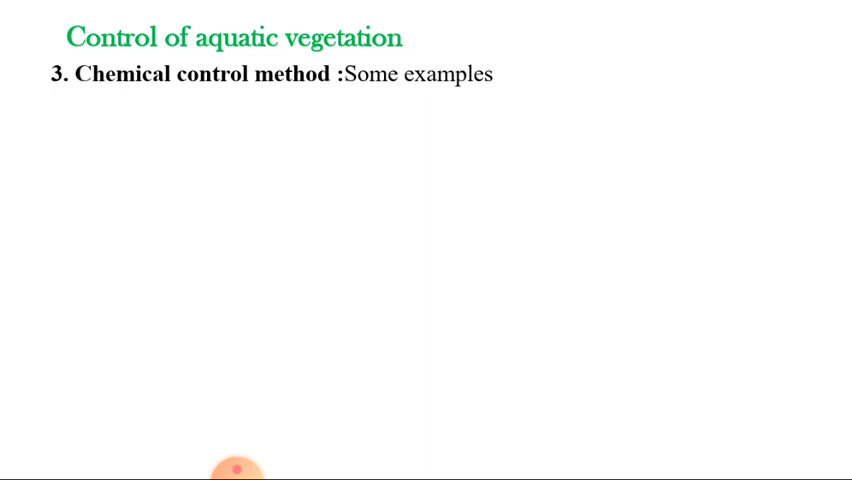 Control of aquatic vegetation
3. Chemical control method :Some examples